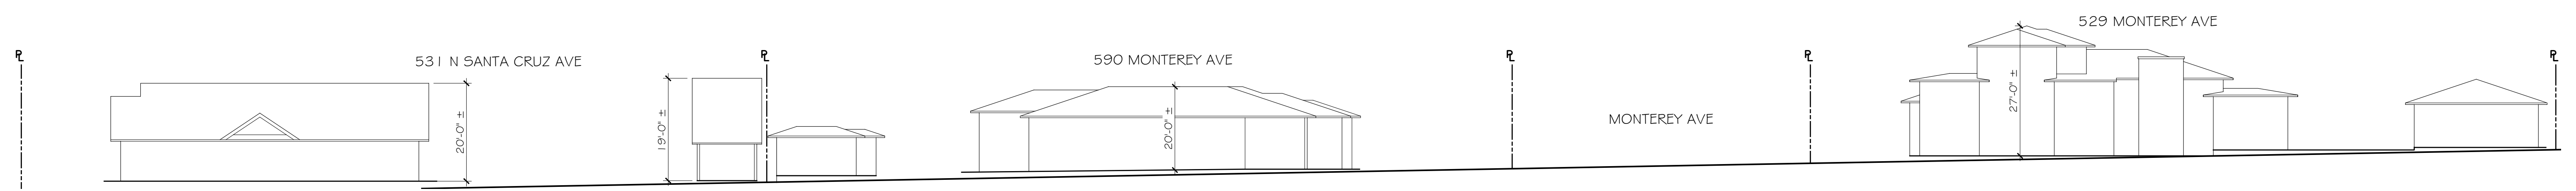 PL
531 N SANTA CRUZ AVE
20'-0" ±
19'-0" ±
PL
590 MONTEREY AVE
20'-0" ±
PL
MONTEREY AVE
PL
529 MONTEREY AVE
27'-0" ±
PL